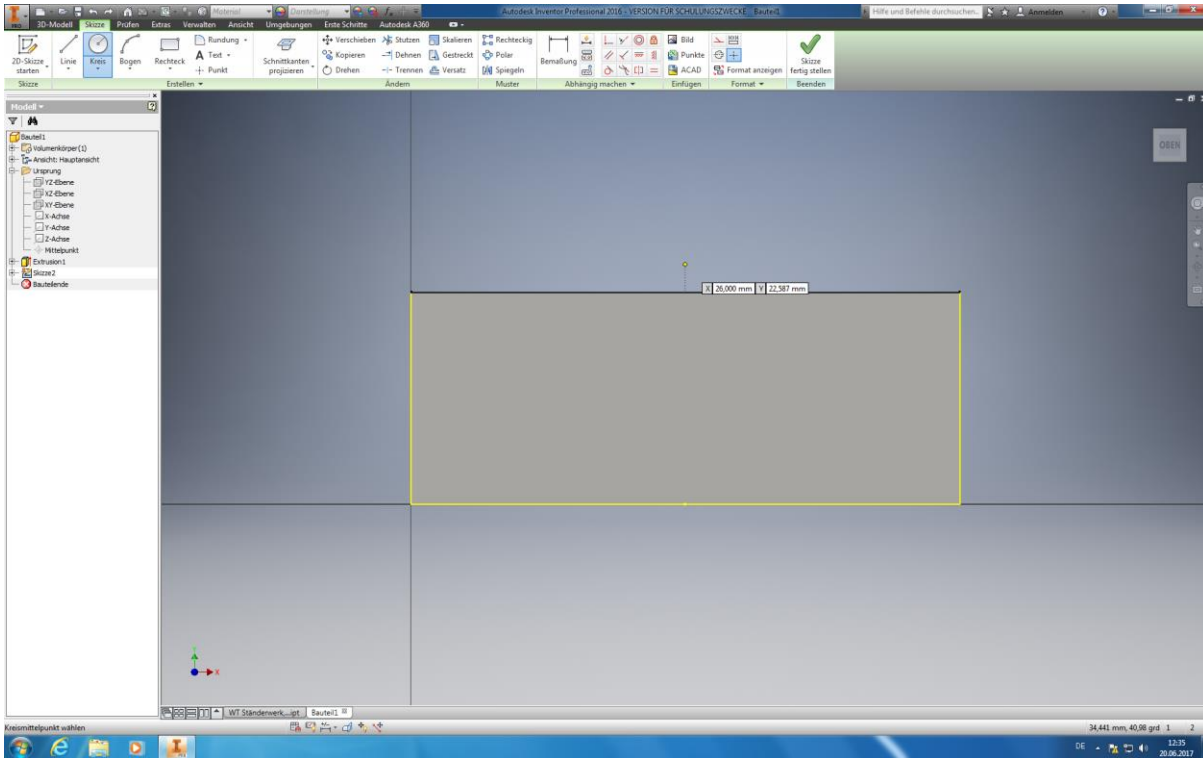 PRO Material Darstellung fx Autodesk Inventor Professional 2016 - VERSION FÜR SCHULUNGSZWECKE Bauteil1 Hilfe und Befehle durchsuchen... Anmelden
3D-Modell Skizze Prüfen Extras Verwalten Ansicht Umgebungen Erste Schritte Autodesk A360
2D-Skizze starten
Linie
Kreis
Bogen
Rechteck
Rundung
Text
Punkt
Schnittkanten projizieren
Verschieben
Kopieren
Drehen
Stutzen
Dehnen
Trennen
Skalieren
Gestreckt
Versatz
Rechteckig
Polar
Spiegeln
Bemaßung
Bild
Punkte
ACAD
Format anzeigen
Skizze fertig stellen
Skizze Erstellen Ändern Muster Abhängig machen Einfügen Format Beenden
Modell
Bauteil1
Volumenkörper(1)
Ansicht: Hauptansicht
Ursprung
YZ-Ebene
XZ-Ebene
XY-Ebene
X-Achse
Y-Achse
Z-Achse
Mittelpunkt
Extrusion1
Skizze2
Bauteilende
OBEN
X 26,000 mm Y 22,587 mm
Y
X
WT Ständerwerk,...ipt Bauteil1
Kreismittelpunkt wählen 34,441 mm, 40,98 grd 1 2
DE 12:35
20.06.2017